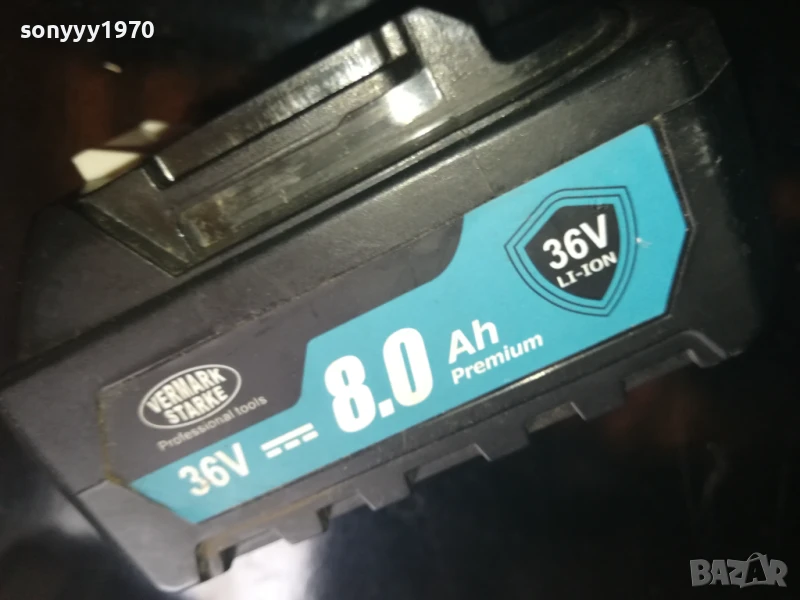 sonyyy1970
36V
LI-ION
8.0 Ah
Premium
VERMARK
STARKE
Professional tools
36V
BAZAR